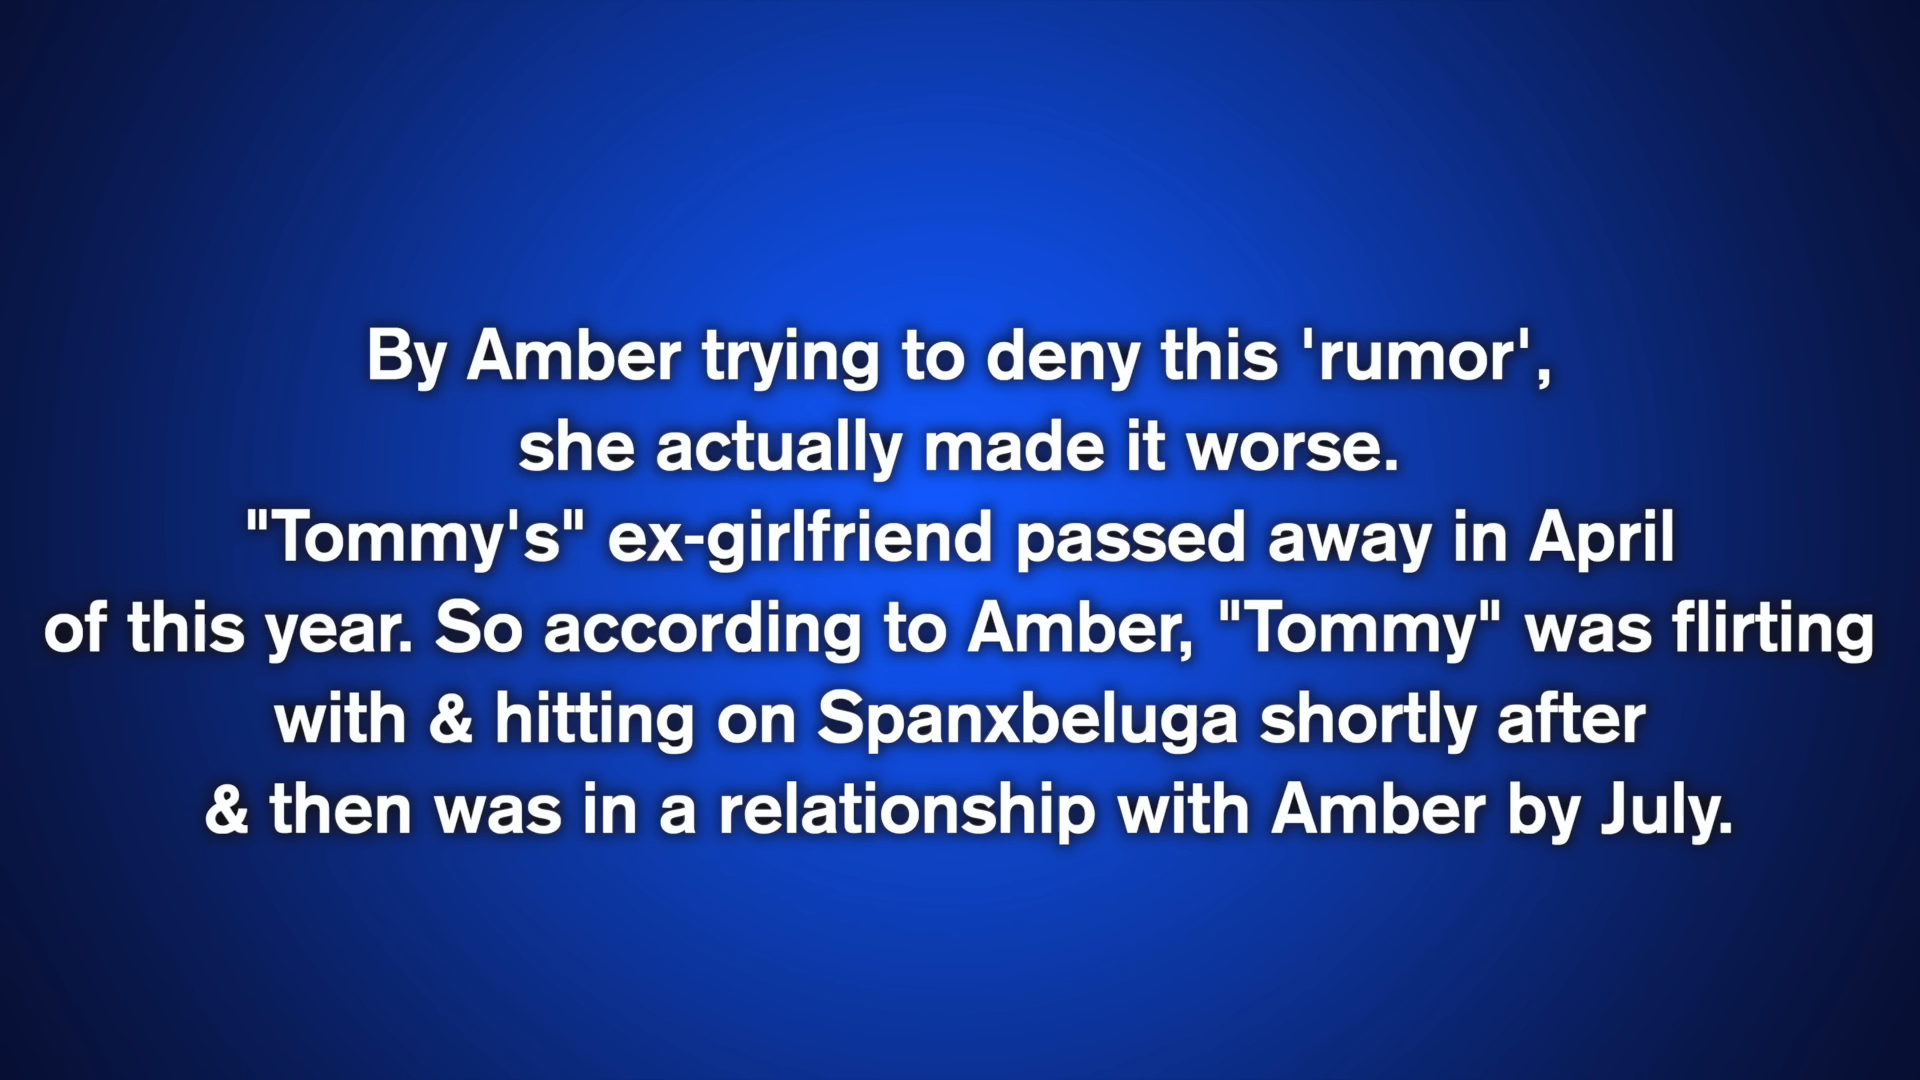 By Amber trying to deny this 'rumor',
she actually made it worse.
"Tommy's" ex-girlfriend passed away in April
of this year. So according to Amber, "Tommy" was flirting
with & hitting on Spanxbeluga shortly after
& then was in a relationship with Amber by July.